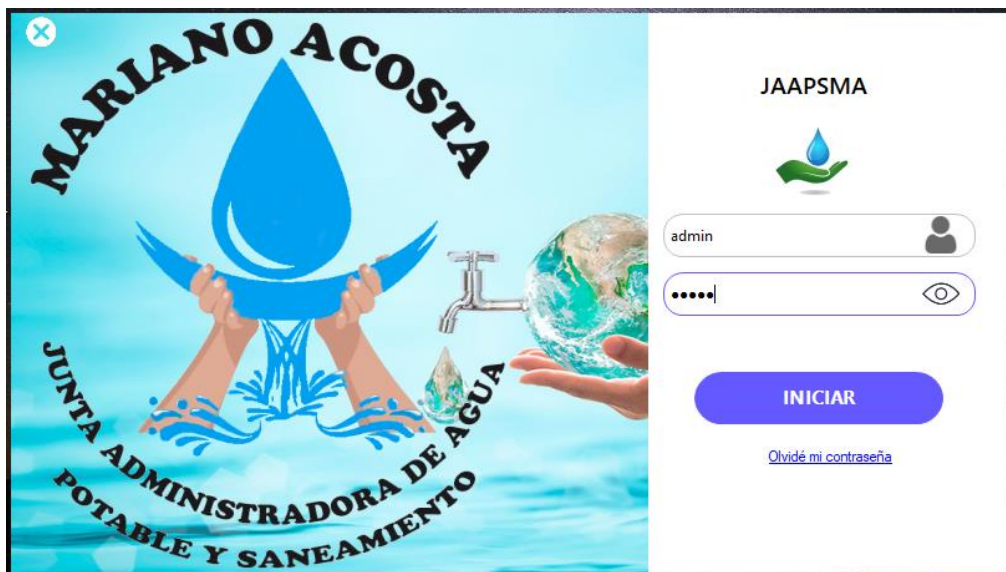 MARIANO ACOSTA
JUNTA ADMINISTRADORA DE AGUA
POTABLE Y SANEAMIENTO
JAAPSMA
admin
•••••
INICIAR
Olvidé mi contraseña